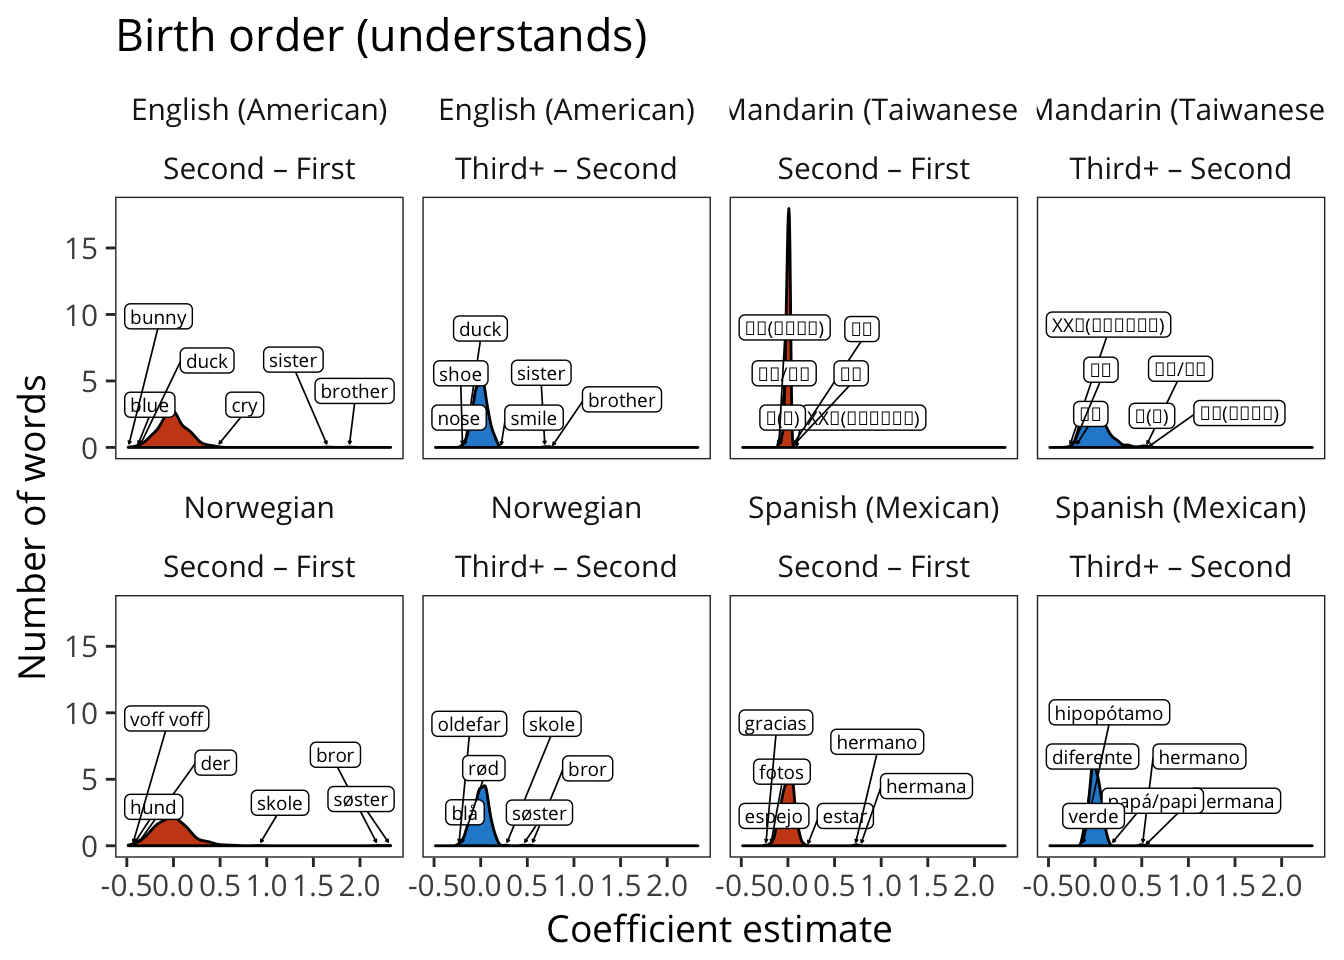 Birth order (understands)
English (American)
English (American)
Mandarin (Taiwanese
Mandarin (Taiwanese
Second – First
Third+ – Second
Second – First
Third+ – Second
Number of words
15
10
5
0
bunny
duck
blue
cry
sister
brother
duck
shoe
nose
sister
smile
brother
Norwegian
Norwegian
Spanish (Mexican)
Spanish (Mexican)
Second – First
Third+ – Second
Second – First
Third+ – Second
15
10
5
0
voff voff
der
hund
skole
bror
søster
oldefar
skole
rød
bror
blå
søster
gracias
hermano
fotos
hermana
espejo
estar
hipopótamo
diferente
hermano
papá/papi
verde
-0.5 0.0 0.5 1.0 1.5 2.0
-0.5 0.0 0.5 1.0 1.5 2.0
-0.5 0.0 0.5 1.0 1.5 2.0
-0.5 0.0 0.5 1.0 1.5 2.0
Coefficient estimate